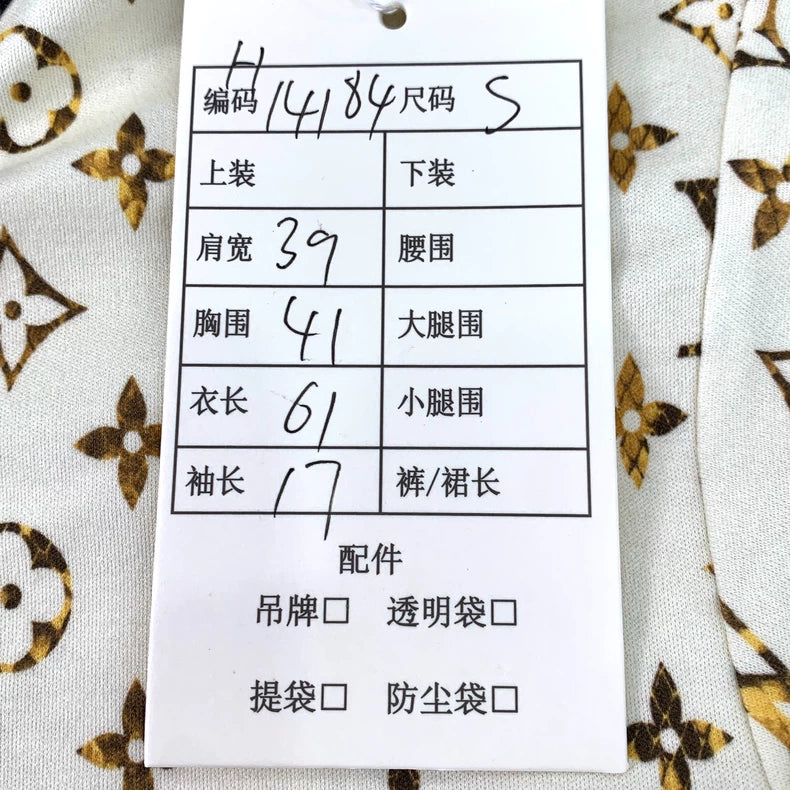 编码 H14184 尺码 S
上装 下装
肩宽 39 腰围
胸围 41 大腿围
衣长 61 小腿围
袖长 17 裤/裙长
配件
吊牌□ 透明袋□
提袋□ 防尘袋□